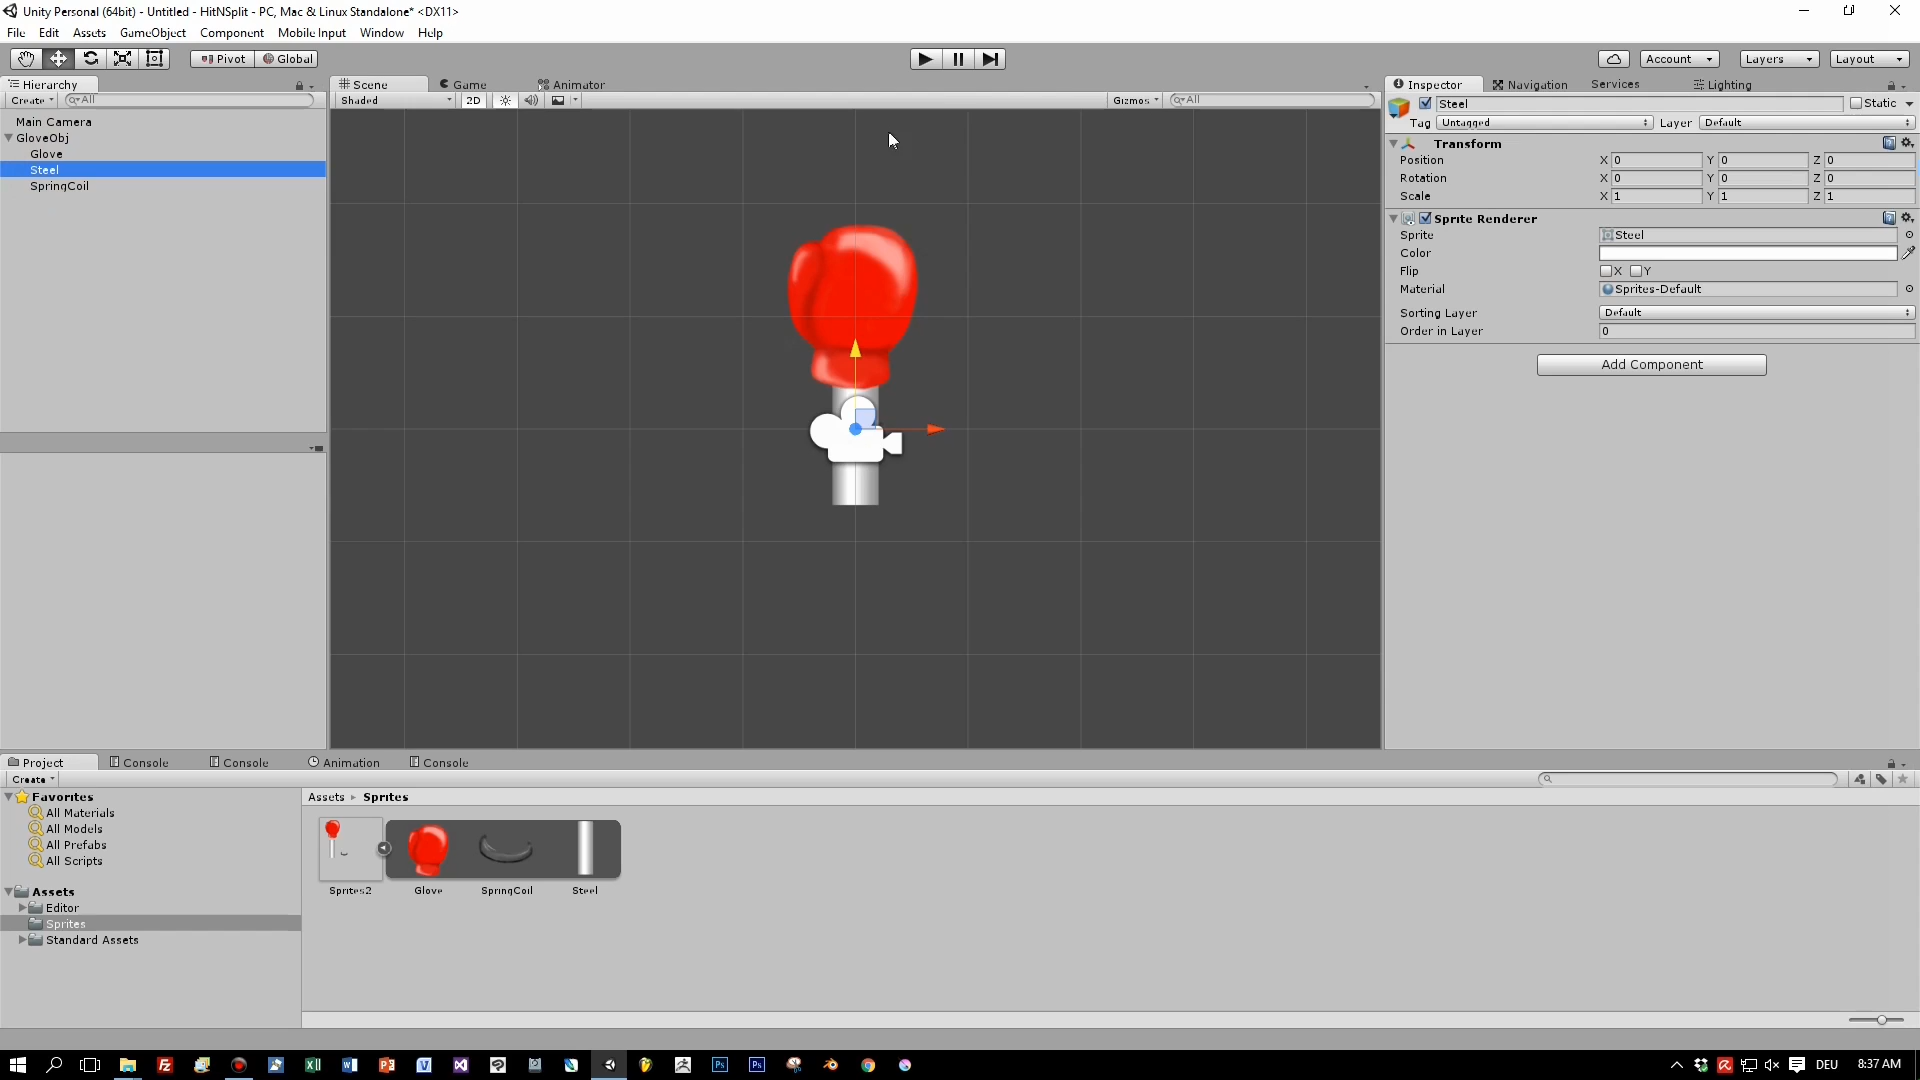 Unity Personal (64bit) - Untitled - HitNSplit - PC, Mac & Linux Standalone* <DX11>
File Edit Assets GameObject Component Mobile Input Window Help
Pivot Global Account Layers Layout
Hierarchy Scene Game Animator Inspector Navigation Services Lighting
Create All Shaded 2D Gizmos All Steel Static
Tag Untagged Layer Default
Main Camera
GloveObj
Glove
Steel
SpringCoil
Transform
Position X 0 Y 0 Z 0
Rotation X 0 Y 0 Z 0
Scale X 1 Y 1 Z 1
Sprite Renderer
Sprite Steel
Color
Flip X Y
Material Sprites-Default
Sorting Layer Default
Order in Layer 0
Add Component
Project Console Console Animation Console
Create
Favorites
All Materials
All Models
All Prefabs
All Scripts
Assets
Editor
Sprites
Standard Assets
Assets Sprites
Sprites2 Glove SpringCoil Steel
DEU 8:37 AM